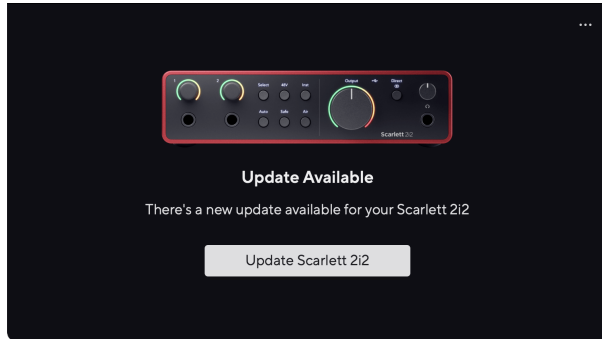 ...
1 2 Select 48V Inst Output Direct
Auto Safe Air
Scarlett 2i2
Update Available
There's a new update available for your Scarlett 2i2
Update Scarlett 2i2